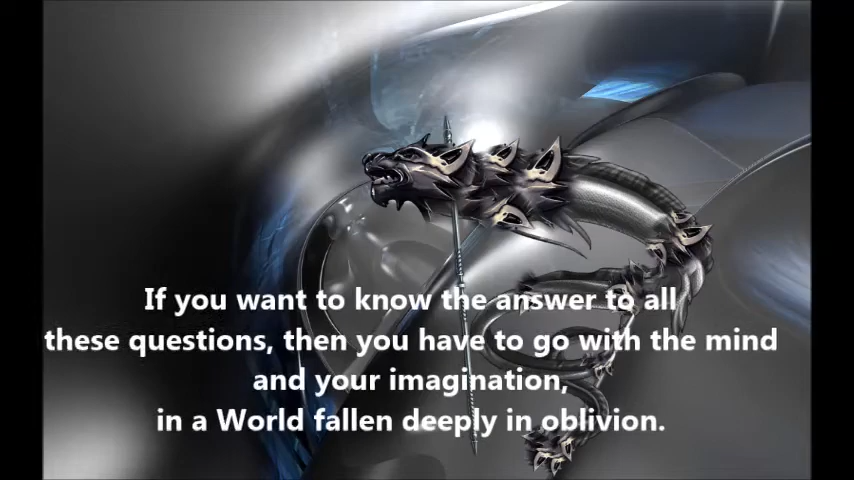 If you want to know the answer to all
these questions, then you have to go with the mind
and your imagination,
in a World fallen deeply in oblivion.